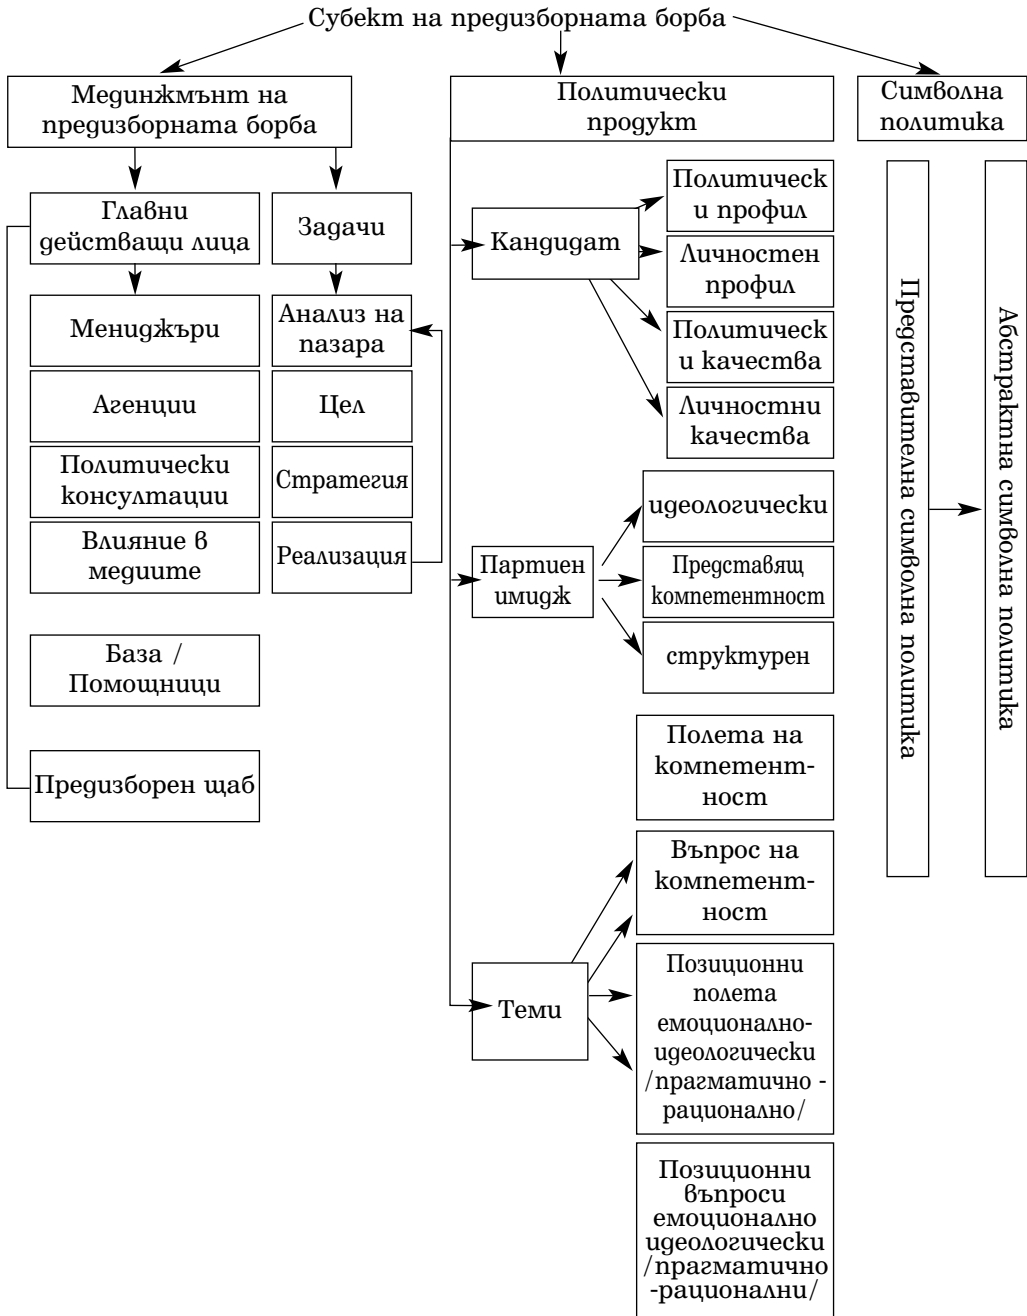 Субект на предизборната борба
Мединжмънт на
предизборната борба
Политически
продукт
Символна
политика
Главни
действащи лица
Задачи
Мениджъри
Анализ на
пазара
Агенции
Цел
Политически
консултации
Стратегия
Влияние в
медиите
Реализация
База /
Помощници
Предизборен щаб
Кандидат
Политическ
и профил
Личностен
профил
Политическ
и качества
Личностни
качества
Партиен
имидж
идеологически
Представящ
компетентност
структурен
Теми
Полета на
компетент-
ност
Въпрос на
компетент-
ност
Позиционни
полета
емоционално-
идеологически
/прагматично -
рационално/
Позиционни
въпроси
емоционално
идеологически
/прагматично
-рационални/
Представителна символна политика
Абстрактна символна политика